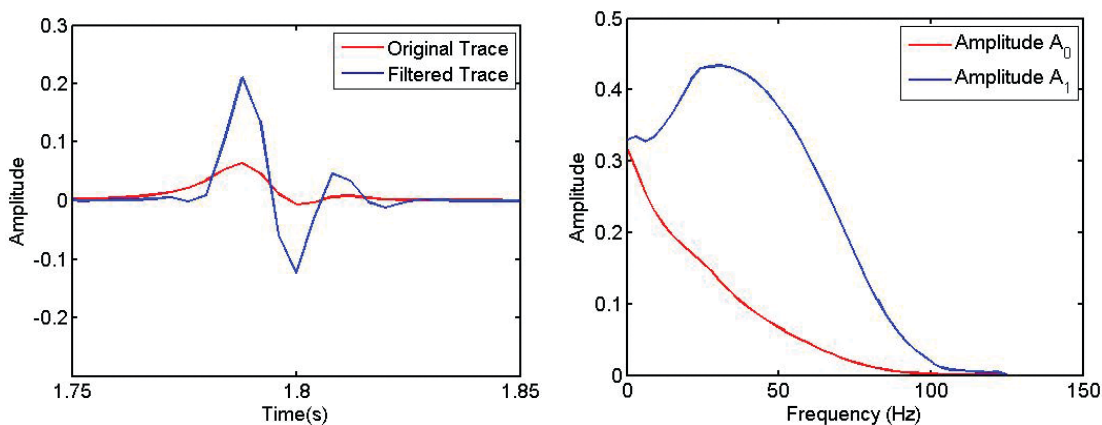 0.3
0.2
0.1
0
-0.1
-0.2
Amplitude
1.75
1.8
1.85
Time(s)
Original Trace
Filtered Trace
0.5
0.4
0.3
0.2
0.1
0
Amplitude
0
50
100
150
Frequency (Hz)
Amplitude A₀
Amplitude A₁